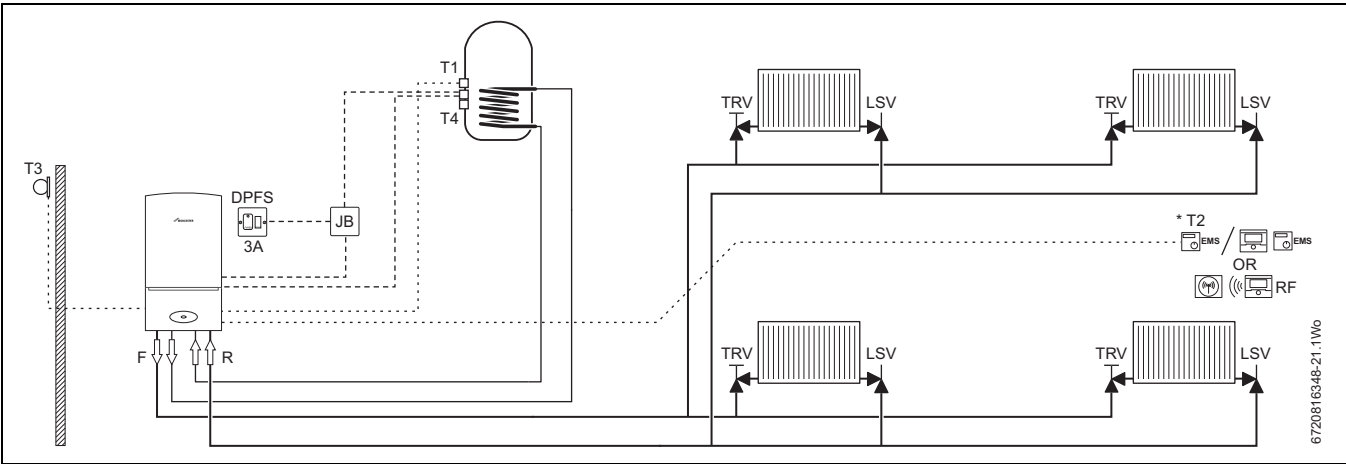 T1
T4
T3
DPFS
3A
JB
WORCESTER
F
R
TRV
LSV
TRV
LSV
* T2
EMS
/
EMS
OR
RF
TRV
LSV
TRV
LSV
6720816348-21.1Wo